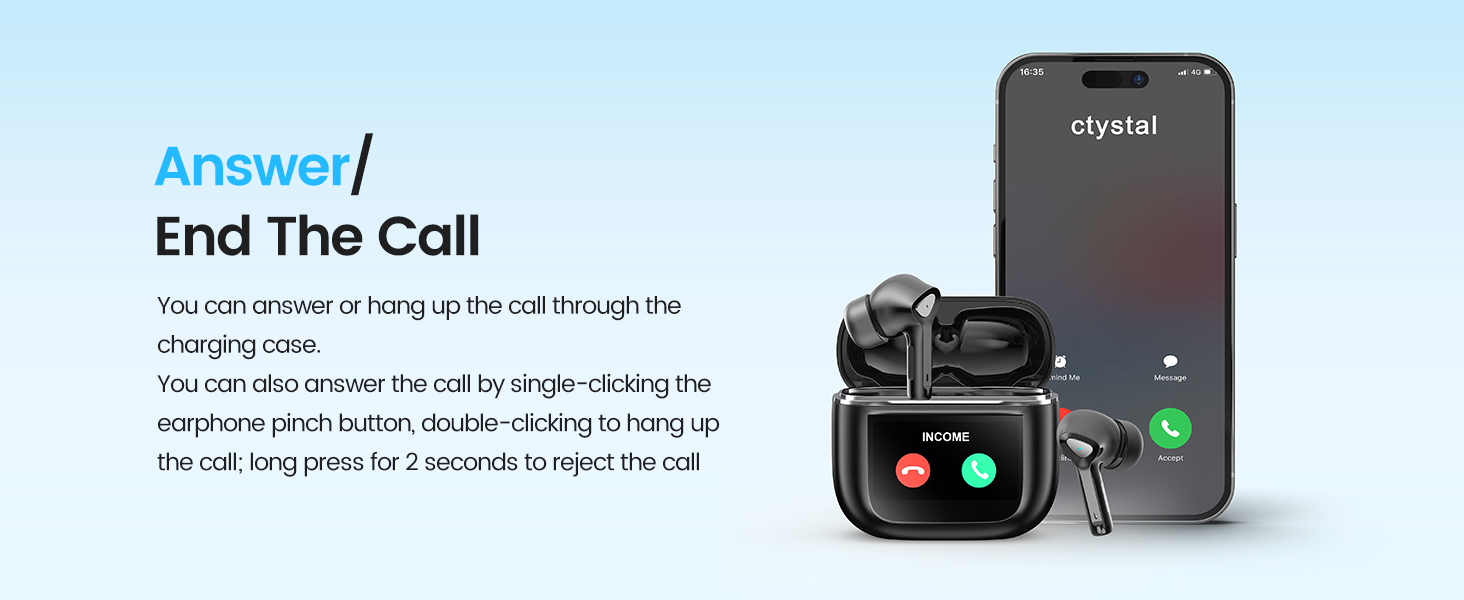 Answer/
End The Call
You can answer or hang up the call through the
charging case.
You can also answer the call by single-clicking the
earphone pinch button, double-clicking to hang up
the call; long press for 2 seconds to reject the call
16:35
4G
ctystal
mind Me
Message
Accept
INCOME
L
L